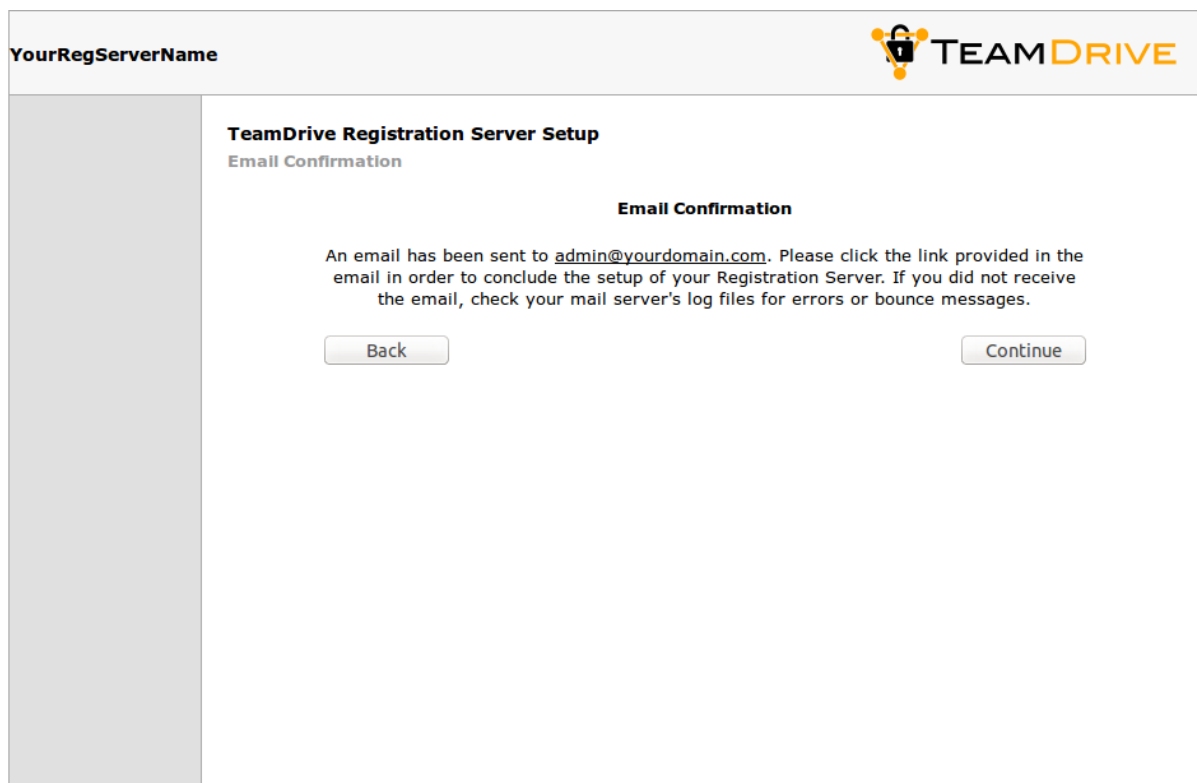 YourRegServerName
TEAMDRIVE
TeamDrive Registration Server Setup
Email Confirmation
Email Confirmation
An email has been sent to admin@yourdomain.com. Please click the link provided in the
email in order to conclude the setup of your Registration Server. If you did not receive
the email, check your mail server's log files for errors or bounce messages.
Back
Continue